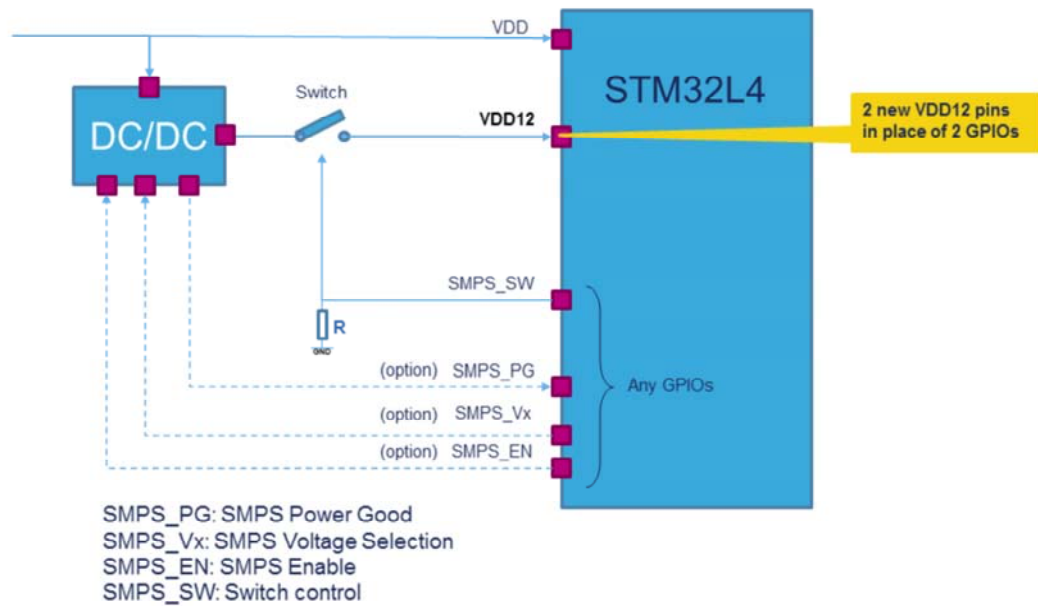 VDD
STM32L4
Switch
DC/DC
VDD12
2 new VDD12 pins
in place of 2 GPIOs
SMPS_SW
R
GND
(option) SMPS_PG
Any GPIOs
(option) SMPS_Vx
(option) SMPS_EN
SMPS_PG: SMPS Power Good
SMPS_Vx: SMPS Voltage Selection
SMPS_EN: SMPS Enable
SMPS_SW: Switch control